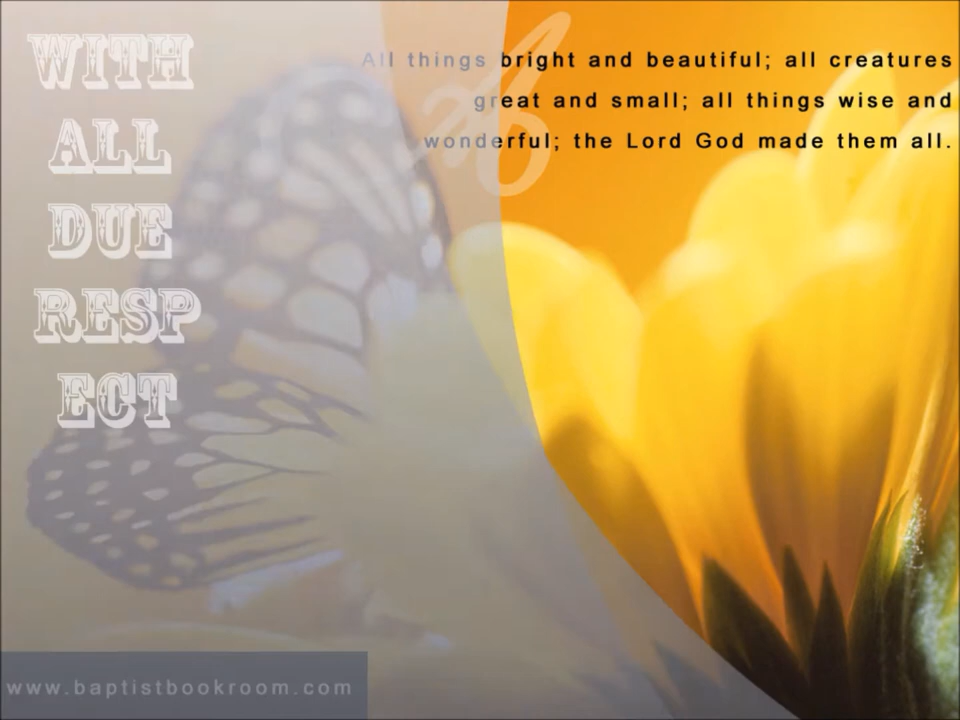 WITH
ALL
DUE
RESP
ECT
All things bright and beautiful; all creatures
great and small; all things wise and
wonderful; the Lord God made them all.
www.baptistbookroom.com